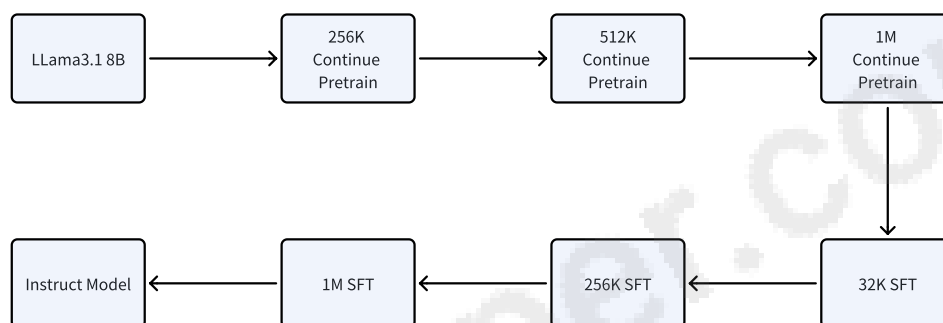 LLama3.1 8B
256K
Continue
Pretrain
512K
Continue
Pretrain
1M
Continue
Pretrain
Instruct Model
1M SFT
256K SFT
32K SFT